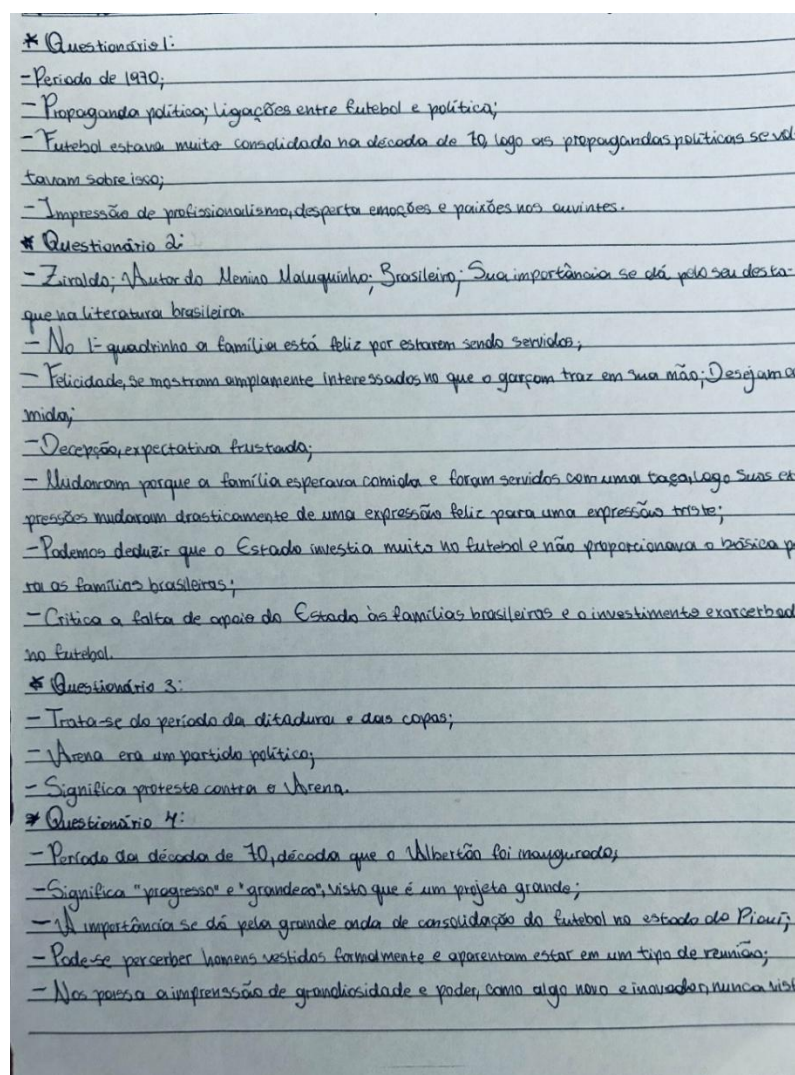 * Questionário 1:
- Período de 1970;
- Propaganda política; ligações entre futebol e política;
- Futebol estava muito consolidado na década de 70, logo as propagandas políticas se vol
tavam sobre isso;
- Impressão de profissionalismo, desperta emoções e paixões nos ouvintes.
* Questionário 2:
- Ziraldo; Autor do Menino Maluquinho; Brasileiro; Sua importância se dá pelo seu desta-
que na literatura brasileira.
- No 1º quadrinho a família está feliz por estarem sendo servidos;
- Felicidade, se mostram amplamente interessados no que o garçom traz em sua mão; Desejam a
mida;
- Decepção, expectativa frustada;
- Mudaram porque a família esperava comida e foram servidos com uma taça, logo suas ex
pressões mudaram drasticamente de uma expressão feliz para uma expressão triste;
- Podemos deduzir que o Estado investia muito no futebol e não proporcionava o básico p
ra as famílias brasileiras;
- Critica a falta de apoio do Estado às famílias brasileiras e o investimento exarcerbad
no futebol.
* Questionário 3:
- Trata-se do período da ditadura e das copas;
- Arena era um partido político;
- Significa protesto contra o Arena.
* Questionário 4:
- Período da década de 70, década que o Albertão foi inaugurado;
- Significa "progresso" e "grandeco", visto que é um projeto grande;
- A importância se dá pela grande onda de consolidação do futebol no estado do Piauí;
- Pode-se percerber homens vestidos formalmente e aparentam estar em um tipo de reunião;
- Nos passa a imprenssão de grandiosidade e poder, como algo novo e inovador, nunca vist